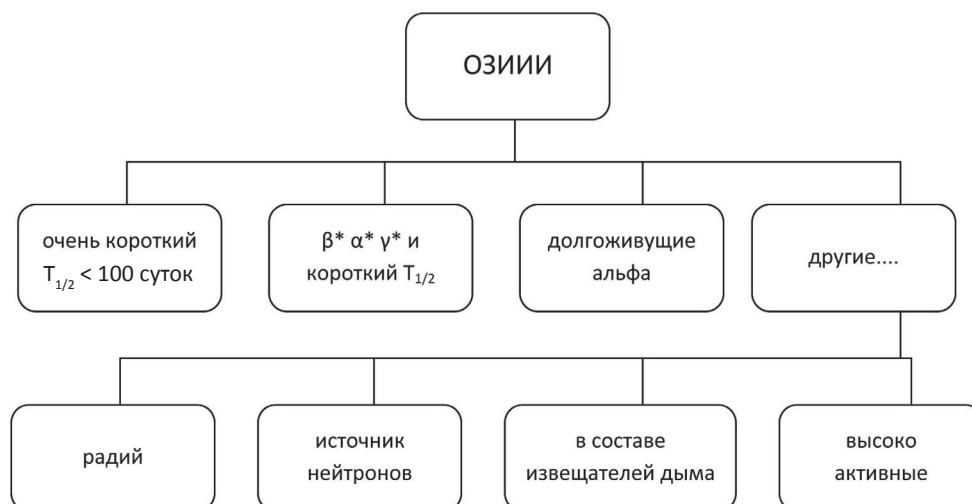 ОЗИИИ
очень короткий
T₁/₂ < 100 суток
β* α* γ* и
короткий T₁/₂
долгоживущие
альфа
другие....
радий
источник
нейтронов
в составе
извещателей дыма
высоко
активные